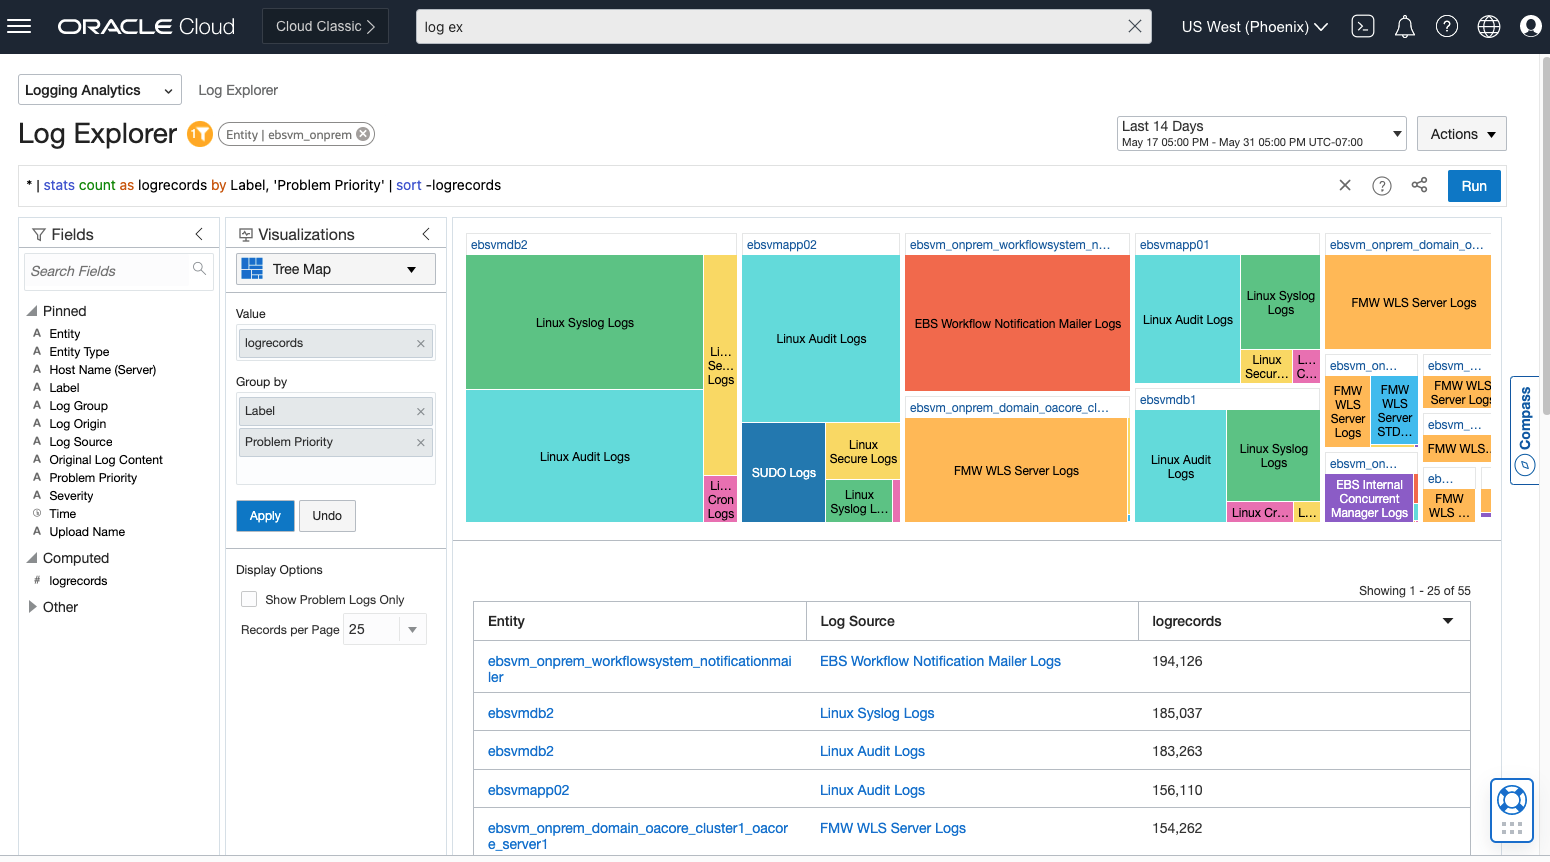 ORACLE Cloud
Cloud Classic
log ex
US West (Phoenix)
Logging Analytics
Log Explorer
Log Explorer
1
Entity | ebsvm_onprem
Last 14 Days
May 17 05:00 PM - May 31 05:00 PM UTC-07:00
Actions
* | stats count as logrecords by Label, 'Problem Priority' | sort -logrecords
Run
Fields
Search Fields
Pinned
A Entity
A Entity Type
A Host Name (Server)
A Label
A Log Group
A Log Origin
A Log Source
A Original Log Content
A Problem Priority
A Severity
Time
A Upload Name
Computed
# logrecords
Other
Visualizations
Tree Map
Value
logrecords
Group by
Label
Problem Priority
Apply
Undo
Display Options
Show Problem Logs Only
Records per Page 25
ebsvmdb2
Linux Syslog Logs
Linux Audit Logs
Li...
Se...
Logs
Li...
Cron
Logs
ebsvmapp02
Linux Audit Logs
SUDO Logs
Linux
Secure Logs
Linux
Syslog L...
ebsvm_onprem_workflowsystem_n...
EBS Workflow Notification Mailer Logs
ebsvm_onprem_domain_oacore_cl...
FMW WLS Server Logs
ebsvmapp01
Linux Audit Logs
Linux Syslog
Logs
Linux
Secur...
L...
C...
ebsvmdb1
Linux Audit
Logs
Linux Syslog
Logs
Linux Cr...
L...
ebsvm_onprem_domain_o...
FMW WLS Server Logs
ebsvm_on...
FMW
WLS
Server
Logs
FMW
WLS
Server
STD...
ebsvm_...
FMW WLS
Server Logs
ebsvm_...
FMW WLS...
ebsvm_on...
EBS Internal
Concurrent
Manager Logs
eb...
FMW
WLS ...
Compass
Showing 1 - 25 of 55
Entity
Log Source
logrecords
ebsvm_onprem_workflowsystem_notificationmai
ler
EBS Workflow Notification Mailer Logs
194,126
ebsvmdb2
Linux Syslog Logs
185,037
ebsvmdb2
Linux Audit Logs
183,263
ebsvmapp02
Linux Audit Logs
156,110
ebsvm_onprem_domain_oacore_cluster1_oacor
e_server1
FMW WLS Server Logs
154,262